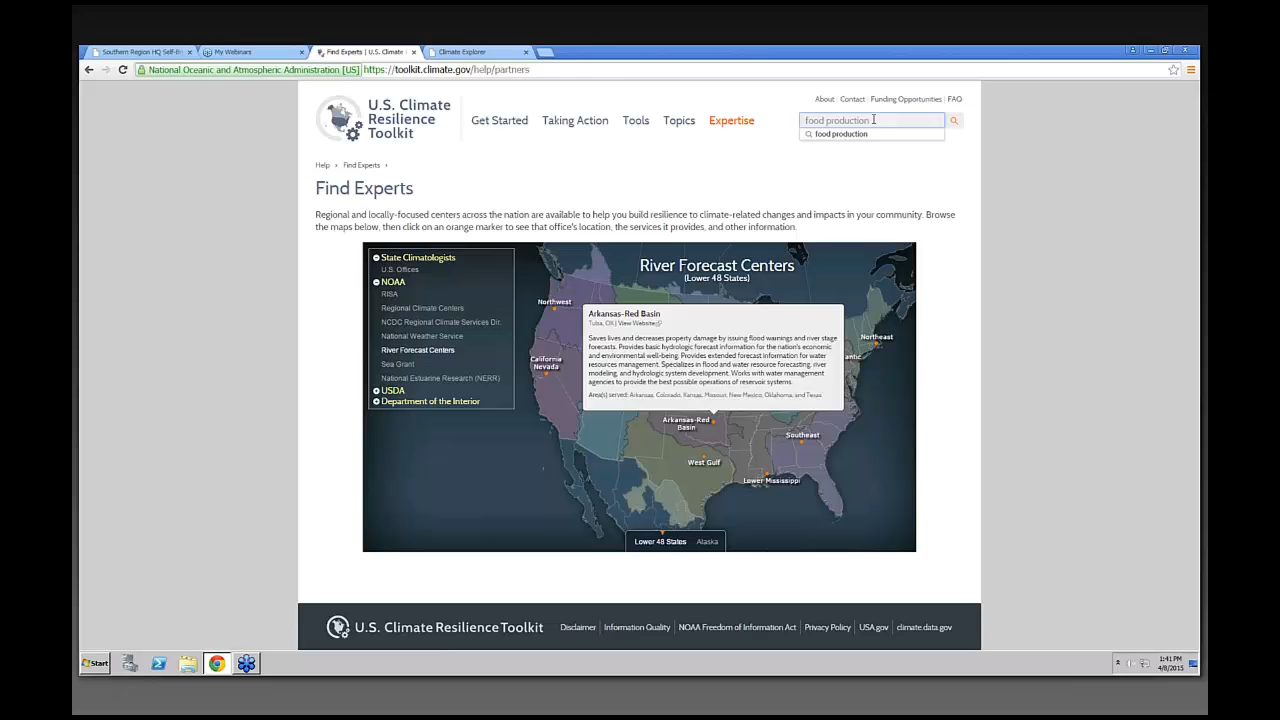 Southern Region HQ Self-Br
My Webinars
Find Experts | U.S. Climate
Climate Explorer
National Oceanic and Atmospheric Administration [US] https://toolkit.climate.gov/help/partners
About Contact Funding Opportunities FAQ
U.S. Climate
Resilience
Toolkit
Get Started Taking Action Tools Topics Expertise
food production
food production
Help › Find Experts ›
Find Experts
Regional and locally-focused centers across the nation are available to help you build resilience to climate-related changes and impacts in your community. Browse
the maps below, then click on an orange marker to see that office's location, the services it provides, and other information.
State Climatologists
U.S. Offices
NOAA
RISA
Regional Climate Centers
NCDC Regional Climate Services Dir.
National Weather Service
River Forecast Centers
Sea Grant
National Estuarine Research (NERR)
USDA
Department of the Interior
River Forecast Centers
(Lower 48 States)
Northwest
California
Nevada
Arkansas-Red Basin
Tulsa, OK | View Website
Saves lives and decreases property damage by issuing flood warnings and river stage
forecasts. Provides basic hydrologic forecast information for the nation's economic
and environmental well-being. Provides extended forecast information for water
resources management. Specializes in flood and water resource forecasting, river
modeling, and hydrologic system development. Works with water management
agencies to provide the best possible operations of reservoir systems.
Area(s) served: Arkansas, Colorado, Kansas, Missouri, New Mexico, Oklahoma, and Texas
Northeast
antic
Arkansas-Red
Basin
Southeast
West Gulf
Lower Mississippi
Lower 48 States Alaska
U.S. Climate Resilience Toolkit
Disclaimer Information Quality NOAA Freedom of Information Act Privacy Policy USA.gov climate.data.gov
Start
1:41 PM
4/8/2015